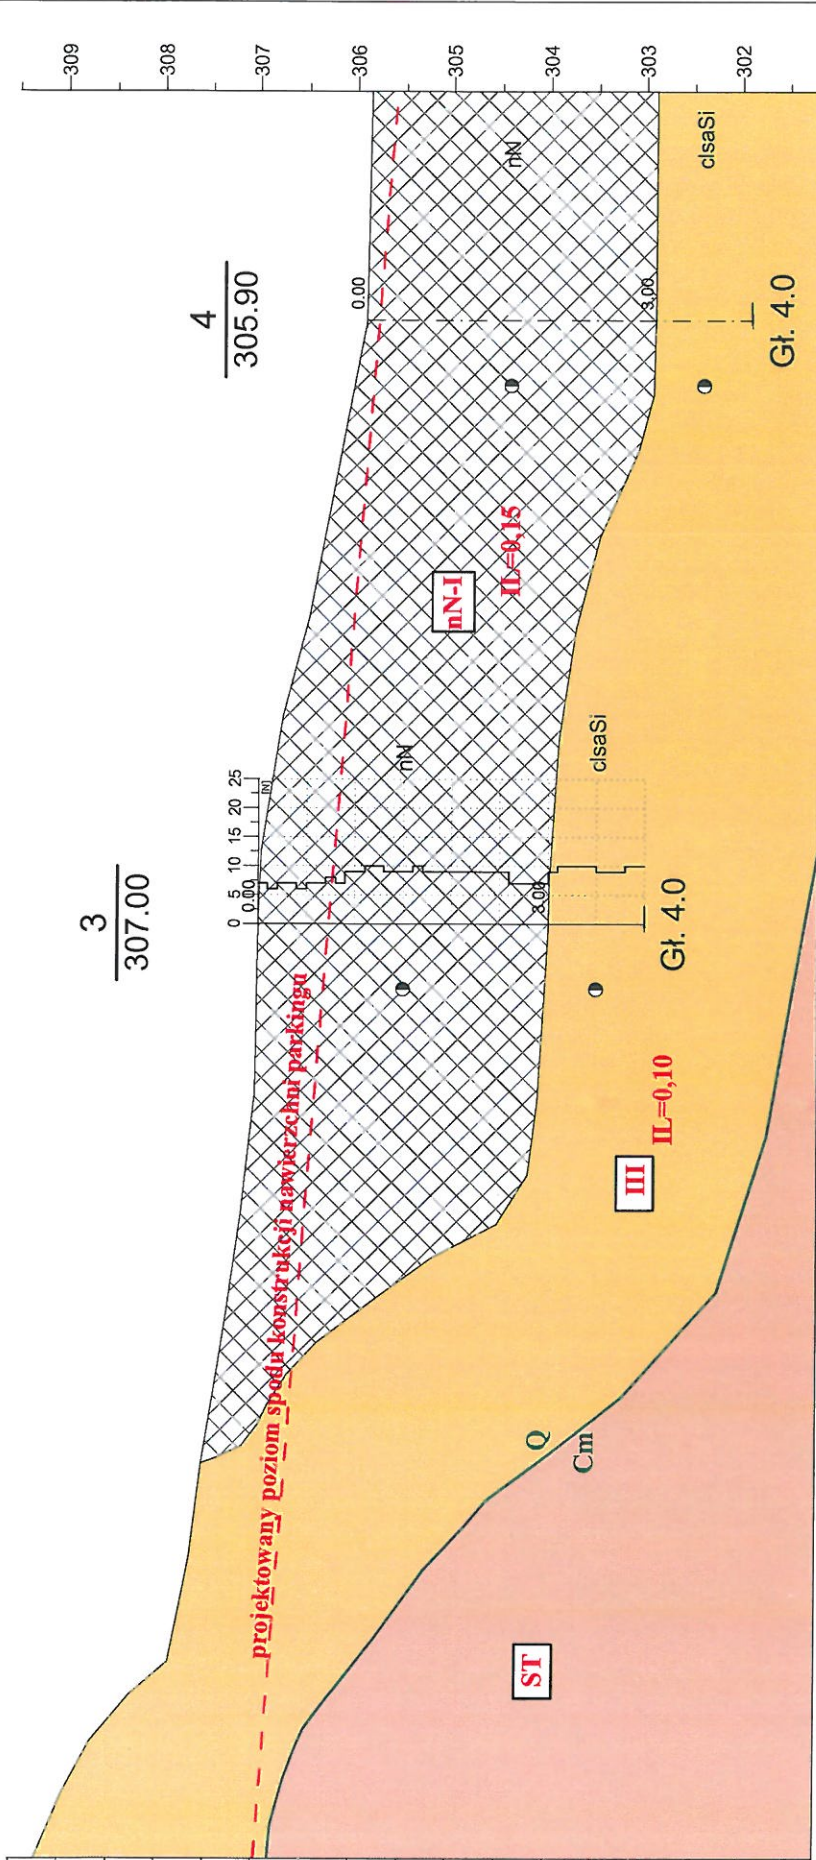 309
308
307
306
305
304
303
302
3
307.00
4
305.90
0 5 10 15 20 25
[N]
0.00
0.00
projektowany poziom spodu konstrukcji nawierzchni parkingu
nN
nN
nN-I
IL=0,15
3.00
3.00
clsaSi
clsaSi
Gł. 4.0
Gł. 4.0
III
IL=0,10
Q
Cm
ST